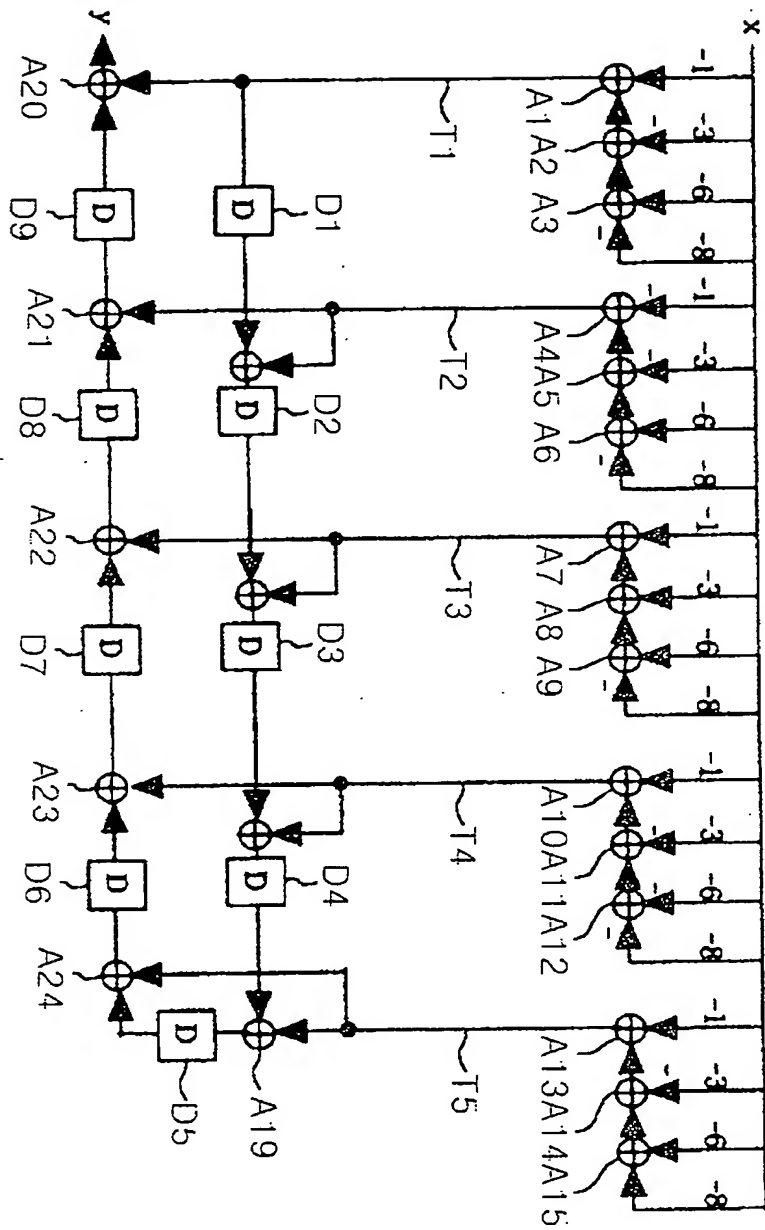 x
-1 -3 -6 -8 -1 -3 -6 -8 -1 -3 -6 -8 -1 -3 -6 -8 -1 -3 -6 -8
- - - - - - -
- - - -
A1 A2 A3 A4 A5 A6 A7 A8 A9 A10 A11 A12 A13 A14 A15
T1 T2 T3 T4 T5
D1 D2 D3 D4 A19
D D D D
D
D5
y D D D D
A20 D9 A21 D8 A22 D7 A23 D6 A24